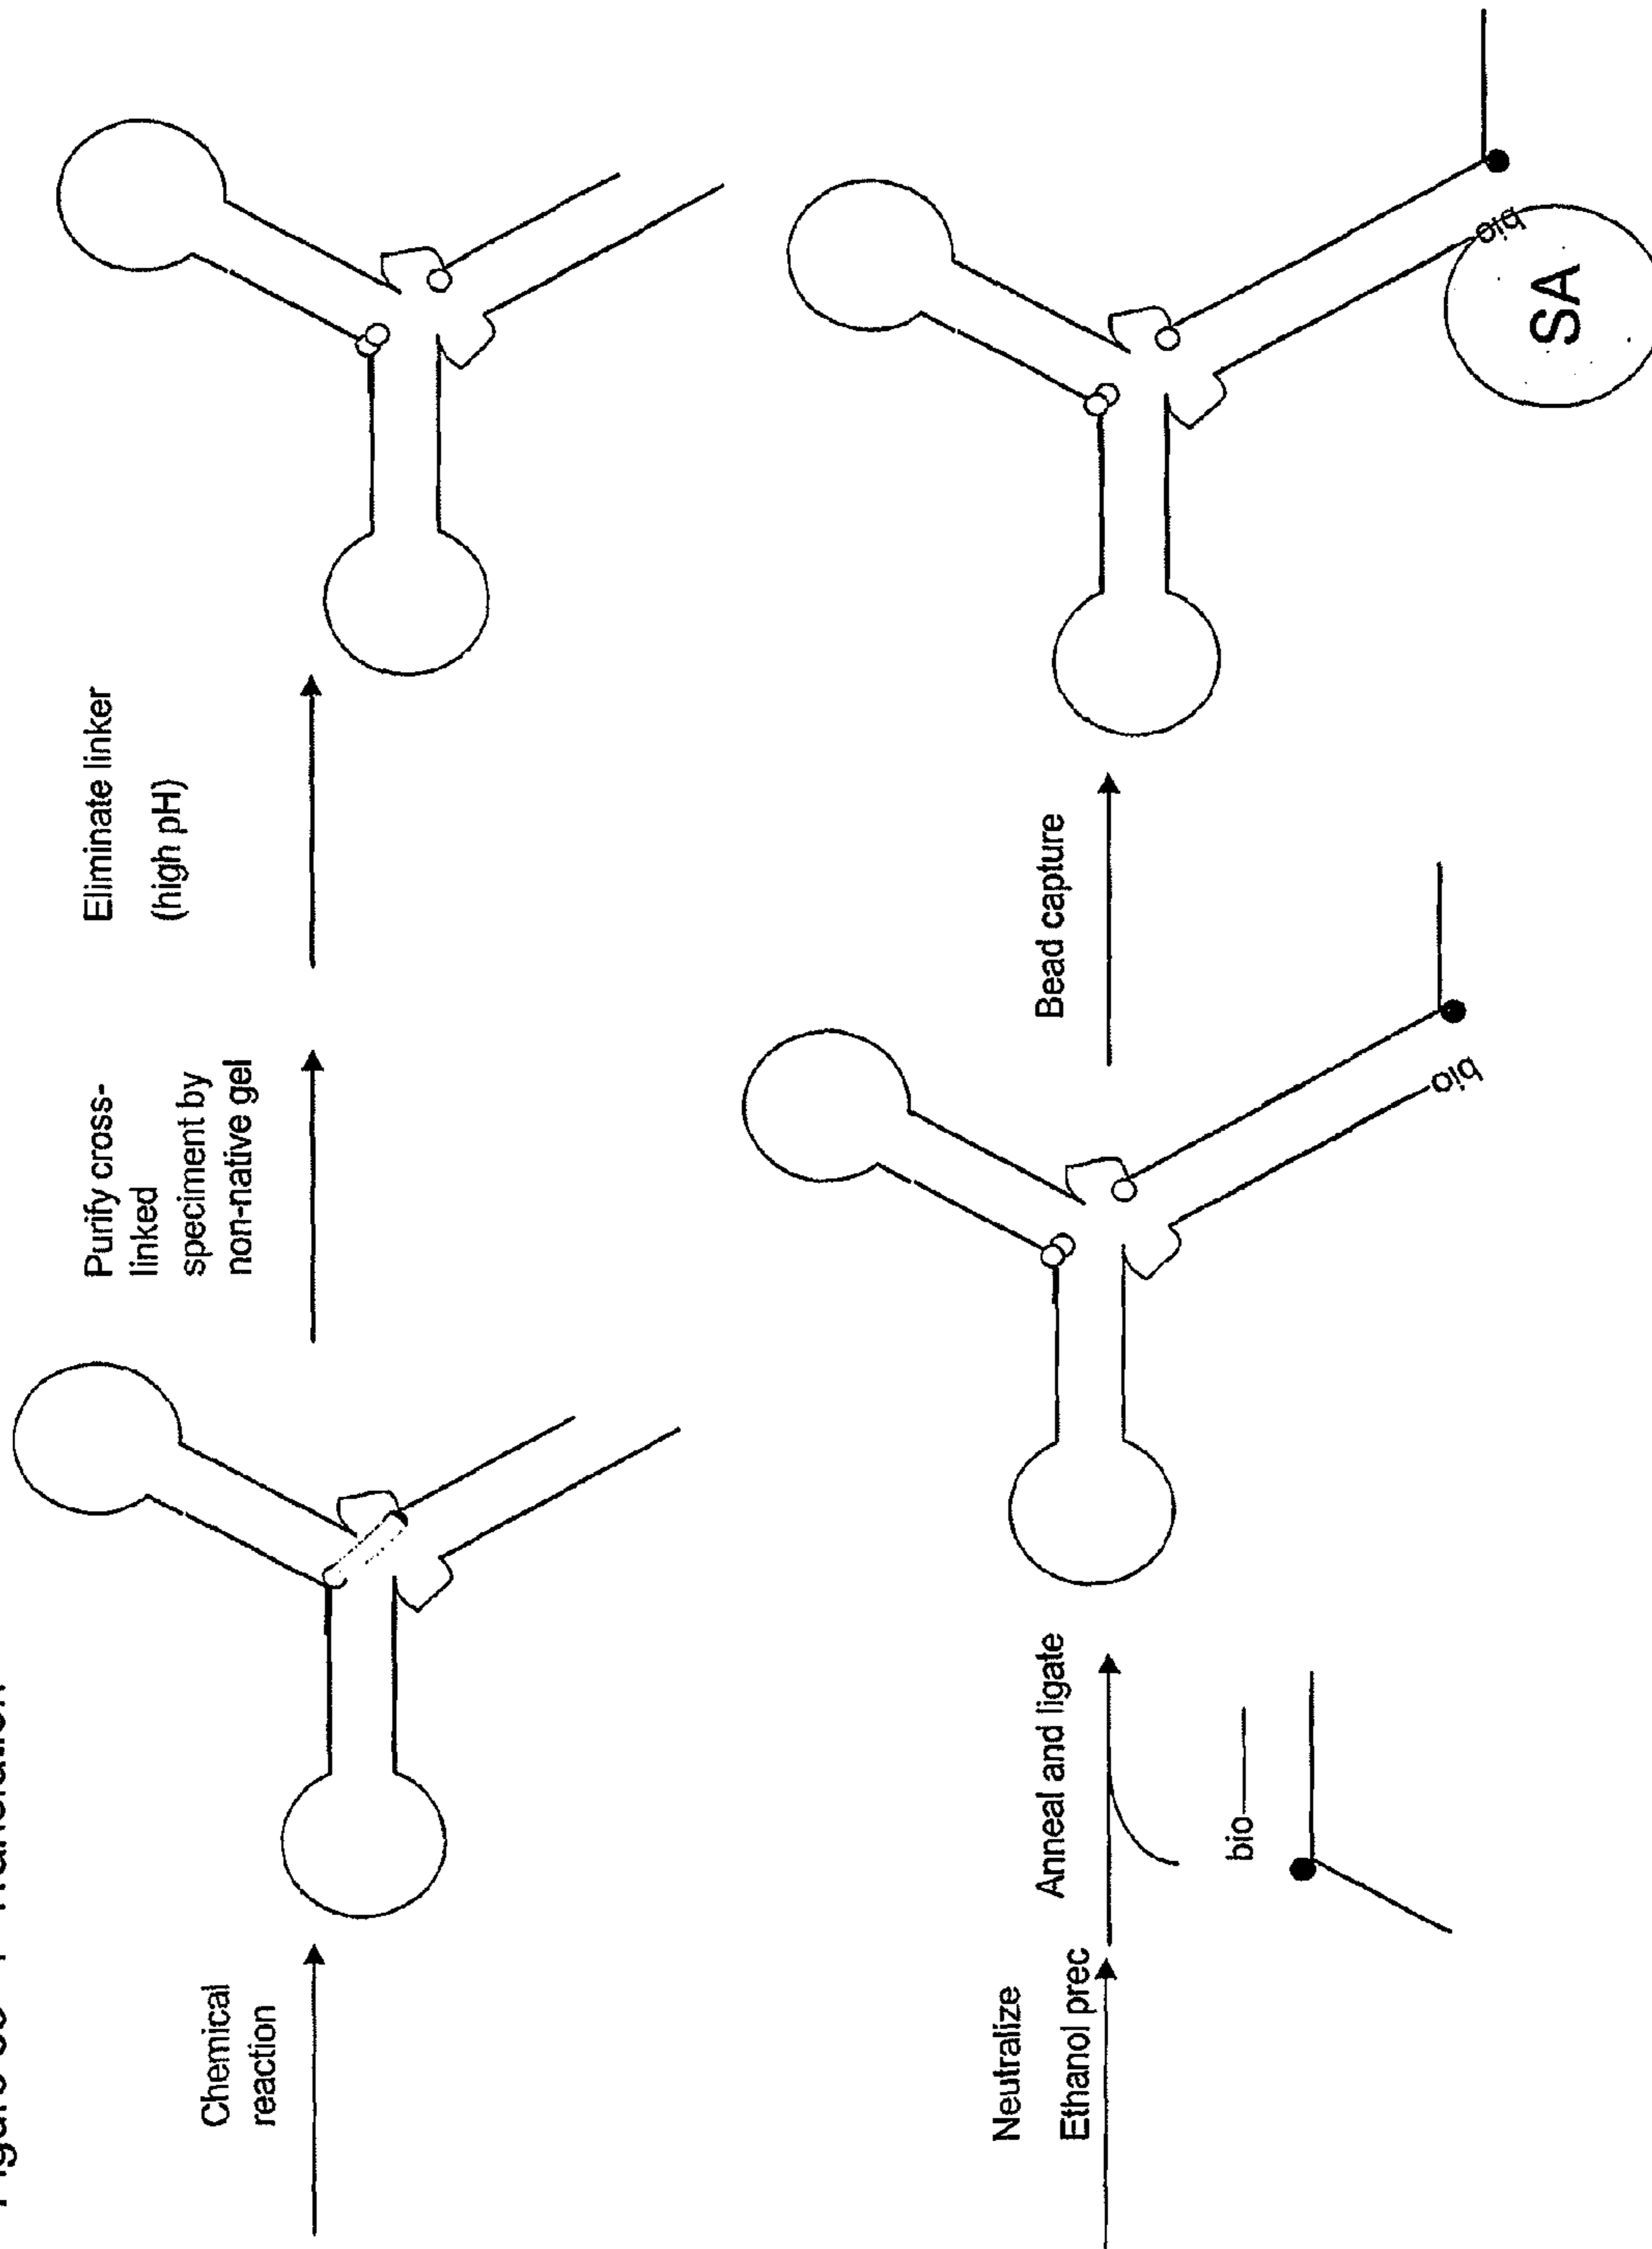 Chemical
reaction
Purify cross-
linked
speciment by
non-native gel
Eliminate linker
(high pH)
Neutralize
Ethanol prec
Anneal and ligate
bio
bio
Bead capture
bio
SA